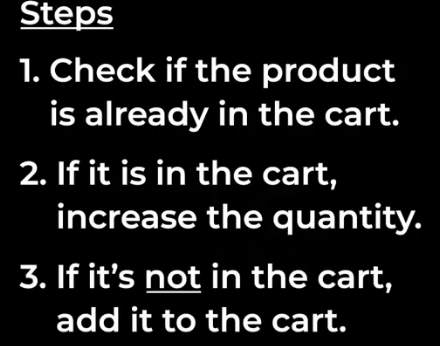 Steps
1. Check if the product
is already in the cart.
2. If it is in the cart,
increase the quantity.
3. If it’s not in the cart,
add it to the cart.